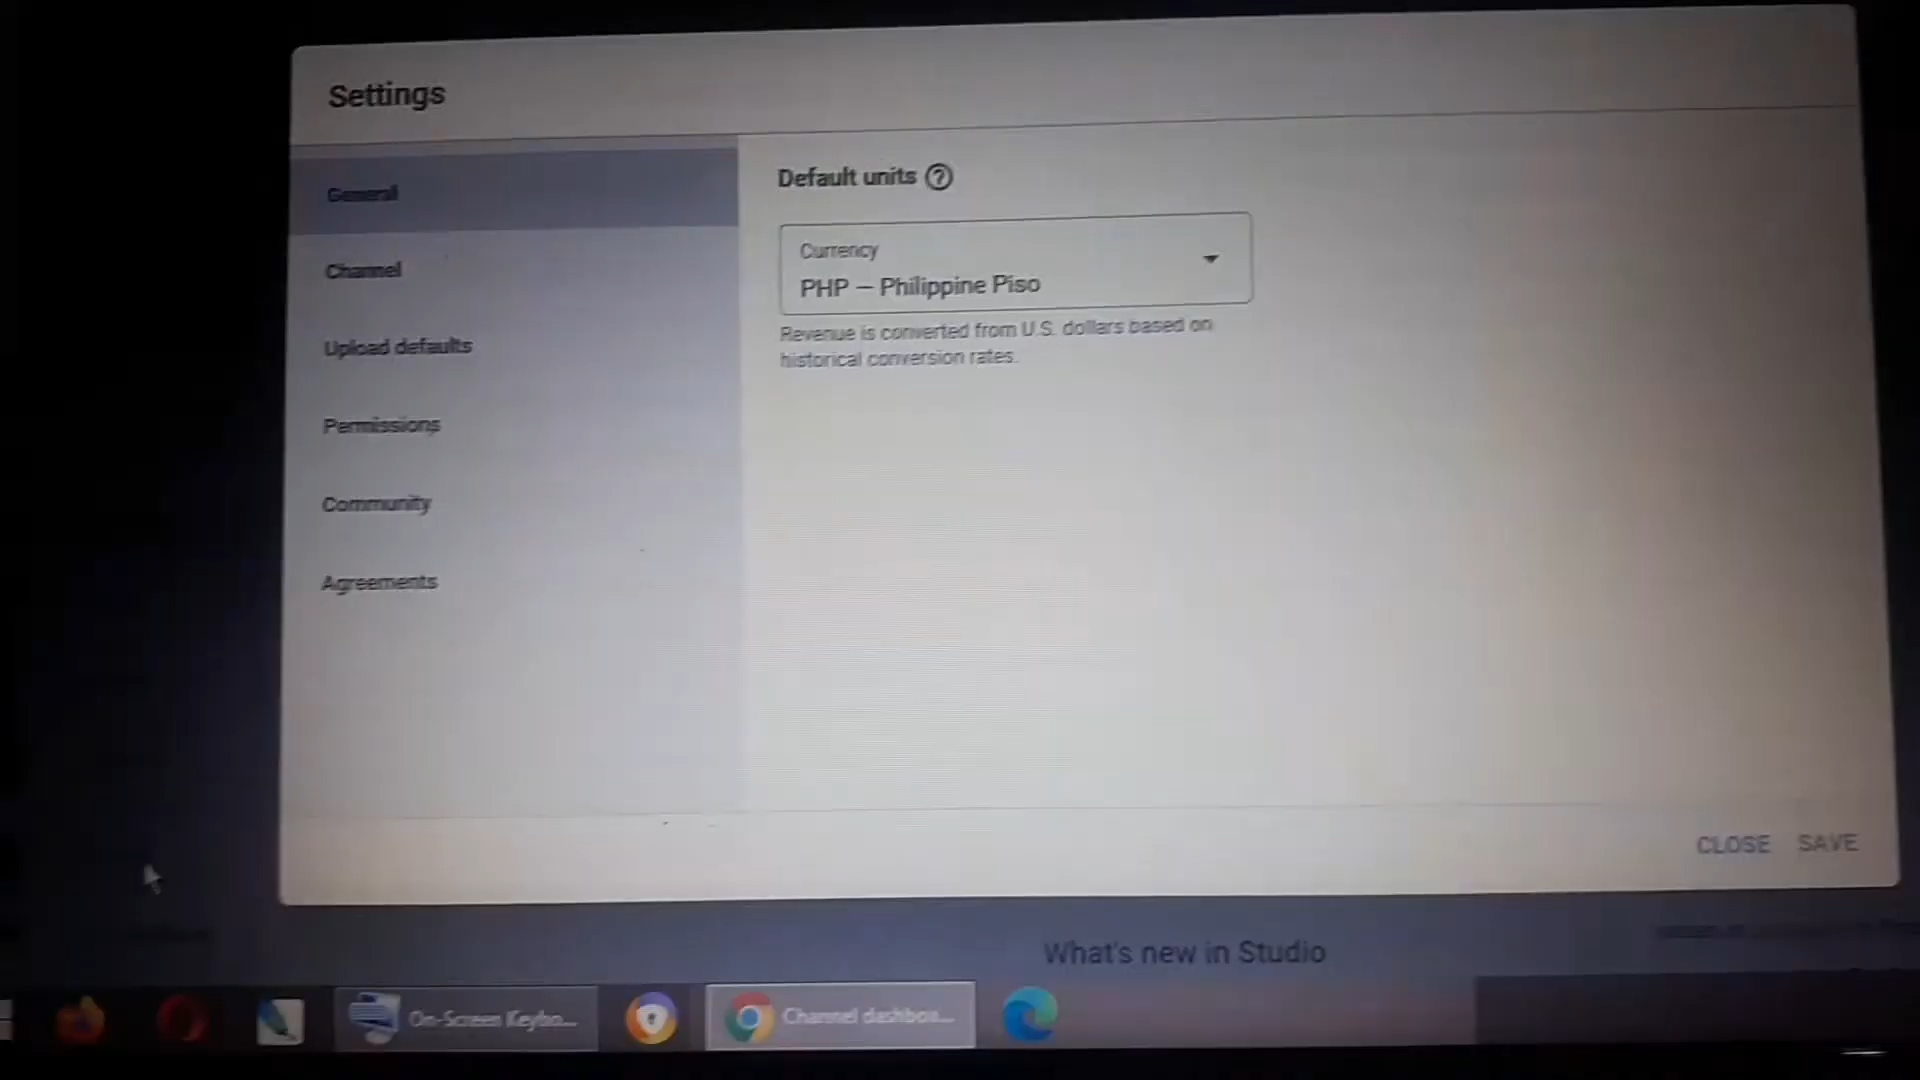 Settings
General
Channel
Upload defaults
Permissions
Community
Agreements
Default units
Currency
PHP – Philippine Piso
Revenue is converted from U.S. dollars based on
historical conversion rates.
CLOSE SAVE
What's new in Studio
On-Screen Keybo...
Channel dashboa...